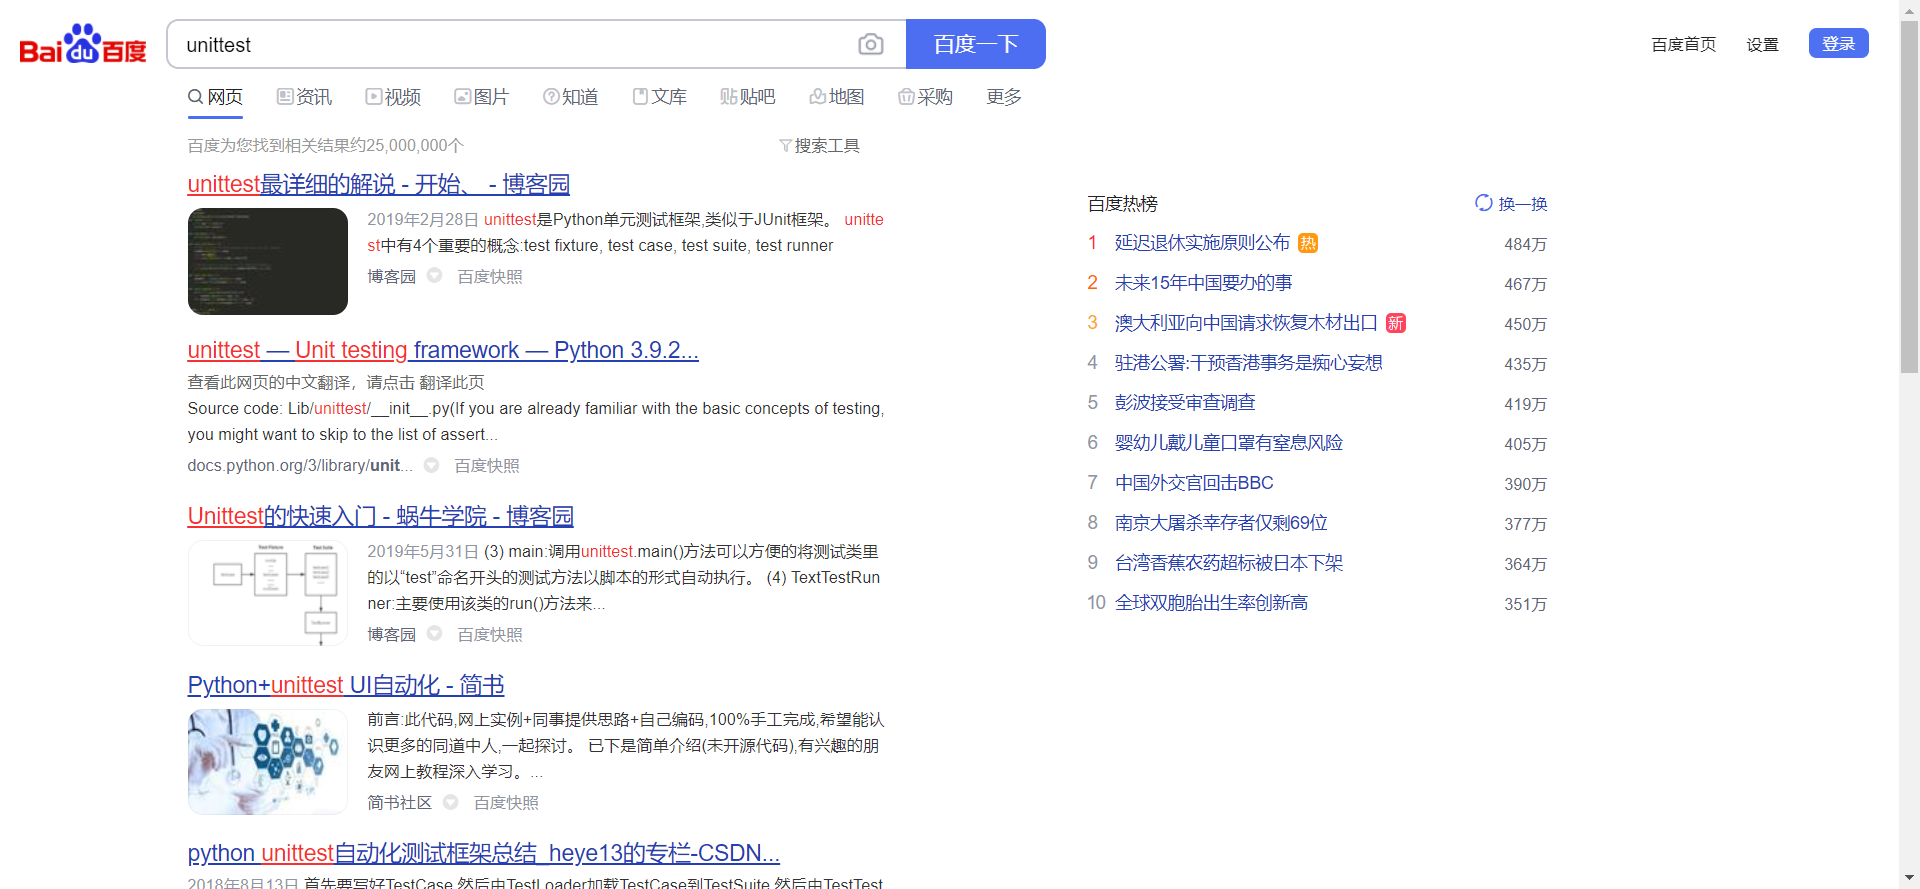 Bai du 百度
unittest
百度一下
百度首页 设置 登录
网页 资讯 视频 图片 知道 文库 贴吧 地图 采购 更多
百度为您找到相关结果约25,000,000个
搜索工具
unittest最详细的解说 - 开始、 - 博客园
2019年2月28日 unittest是Python单元测试框架,类似于JUnit框架。 unitte
st中有4个重要的概念:test fixture, test case, test suite, test runner
博客园 百度快照
unittest — Unit testing framework — Python 3.9.2...
查看此网页的中文翻译，请点击 翻译此页
Source code: Lib/unittest/__init__.py(If you are already familiar with the basic concepts of testing,
you might want to skip to the list of assert...
docs.python.org/3/library/unit... 百度快照
Unittest的快速入门 - 蜗牛学院 - 博客园
2019年5月31日 (3) main:调用unittest.main()方法可以方便的将测试类里
的以“test”命名开头的测试方法以脚本的形式自动执行。 (4) TextTestRun
ner:主要使用该类的run()方法来...
博客园 百度快照
Python+unittest UI自动化 - 简书
前言:此代码,网上实例+同事提供思路+自己编码,100%手工完成,希望能认
识更多的同道中人,一起探讨。 已下是简单介绍(未开源代码),有兴趣的朋
友网上教程深入学习。...
简书社区 百度快照
python unittest自动化测试框架总结_heye13的专栏-CSDN...
2018年8月13日 首先要写好TestCase,然后由TestLoader加载TestCase到TestSuite,然后由TestTest
百度热榜 换一换
1 延迟退休实施原则公布 热 484万
2 未来15年中国要办的事 467万
3 澳大利亚向中国请求恢复木材出口 新 450万
4 驻港公署:干预香港事务是痴心妄想 435万
5 彭波接受审查调查 419万
6 婴幼儿戴儿童口罩有窒息风险 405万
7 中国外交官回击BBC 390万
8 南京大屠杀幸存者仅剩69位 377万
9 台湾香蕉农药超标被日本下架 364万
10 全球双胞胎出生率创新高 351万